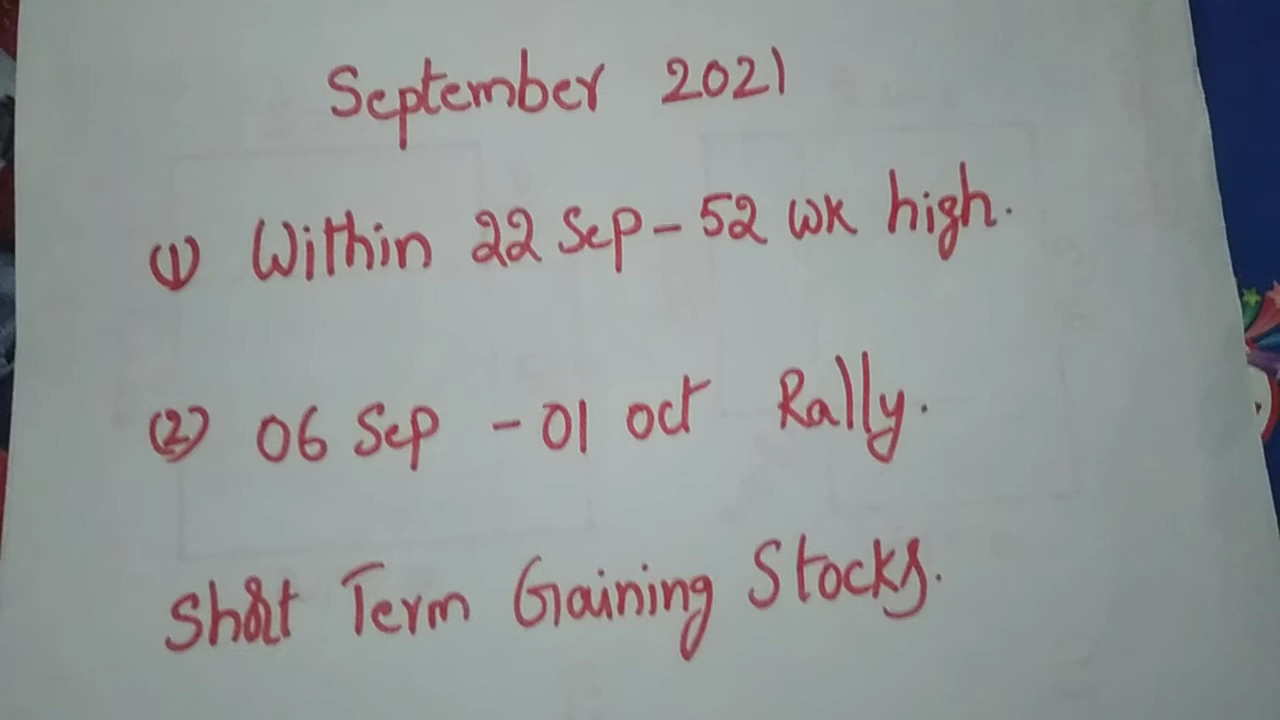 September 2021
(1) Within 22 Sep - 52 wk high.
(2) 06 Sep - 01 oct Rally.
Short Term Gaining Stocks.